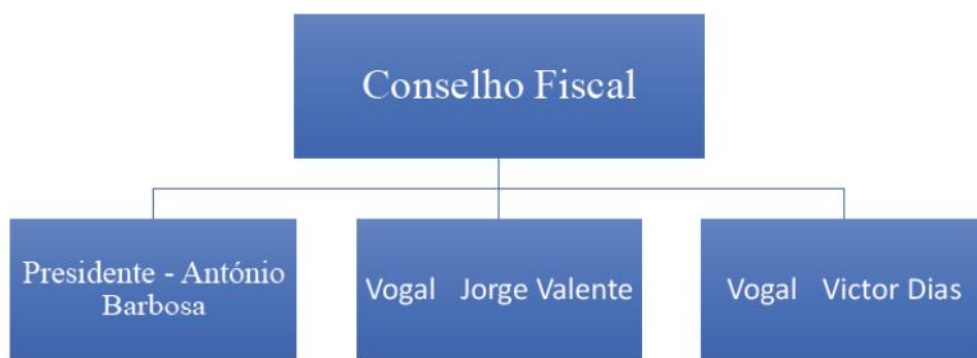 Conselho Fiscal
Presidente - António
Barbosa
Vogal   Jorge Valente
Vogal   Victor Dias